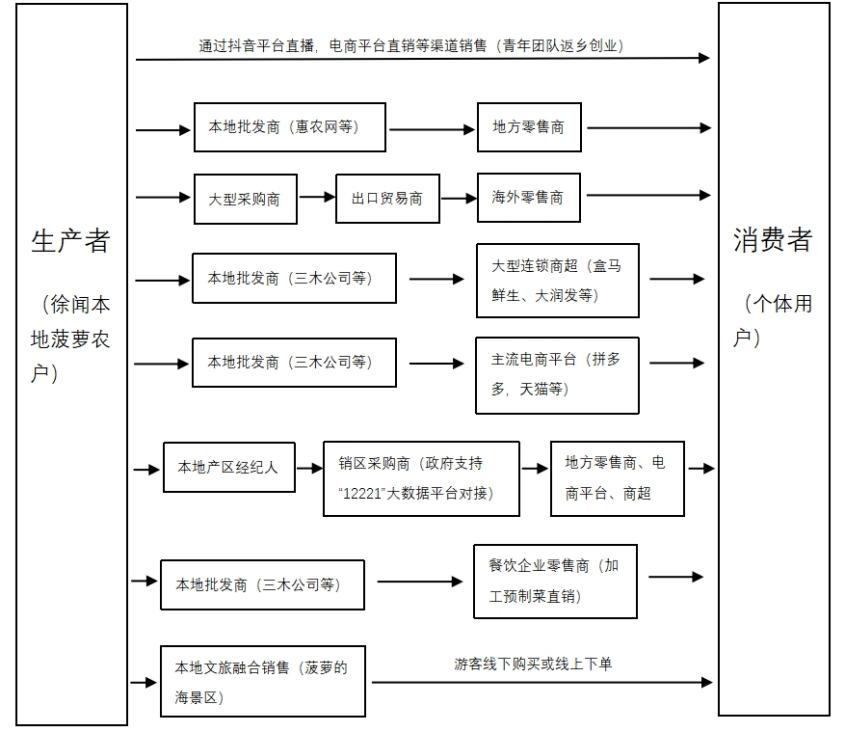 生产者
（徐闻本
地菠萝农
户）
通过抖音平台直播，电商平台直销等渠道销售（青年团队返乡创业）
本地批发商（惠农网等）
地方零售商
大型采购商
出口贸易商
海外零售商
本地批发商（三木公司等）
大型连锁商超（盒马
鲜生、大润发等）
本地批发商（三木公司等）
主流电商平台（拼多
多，天猫等）
本地产区经纪人
销区采购商（政府支持
“12221”大数据平台对接）
地方零售商、电
商平台、商超
本地批发商（三木公司等）
餐饮企业零售商（加
工预制菜直销）
本地文旅融合销售（菠萝的
海景区）
游客线下购买或线上下单
消费者
（个体用
户）